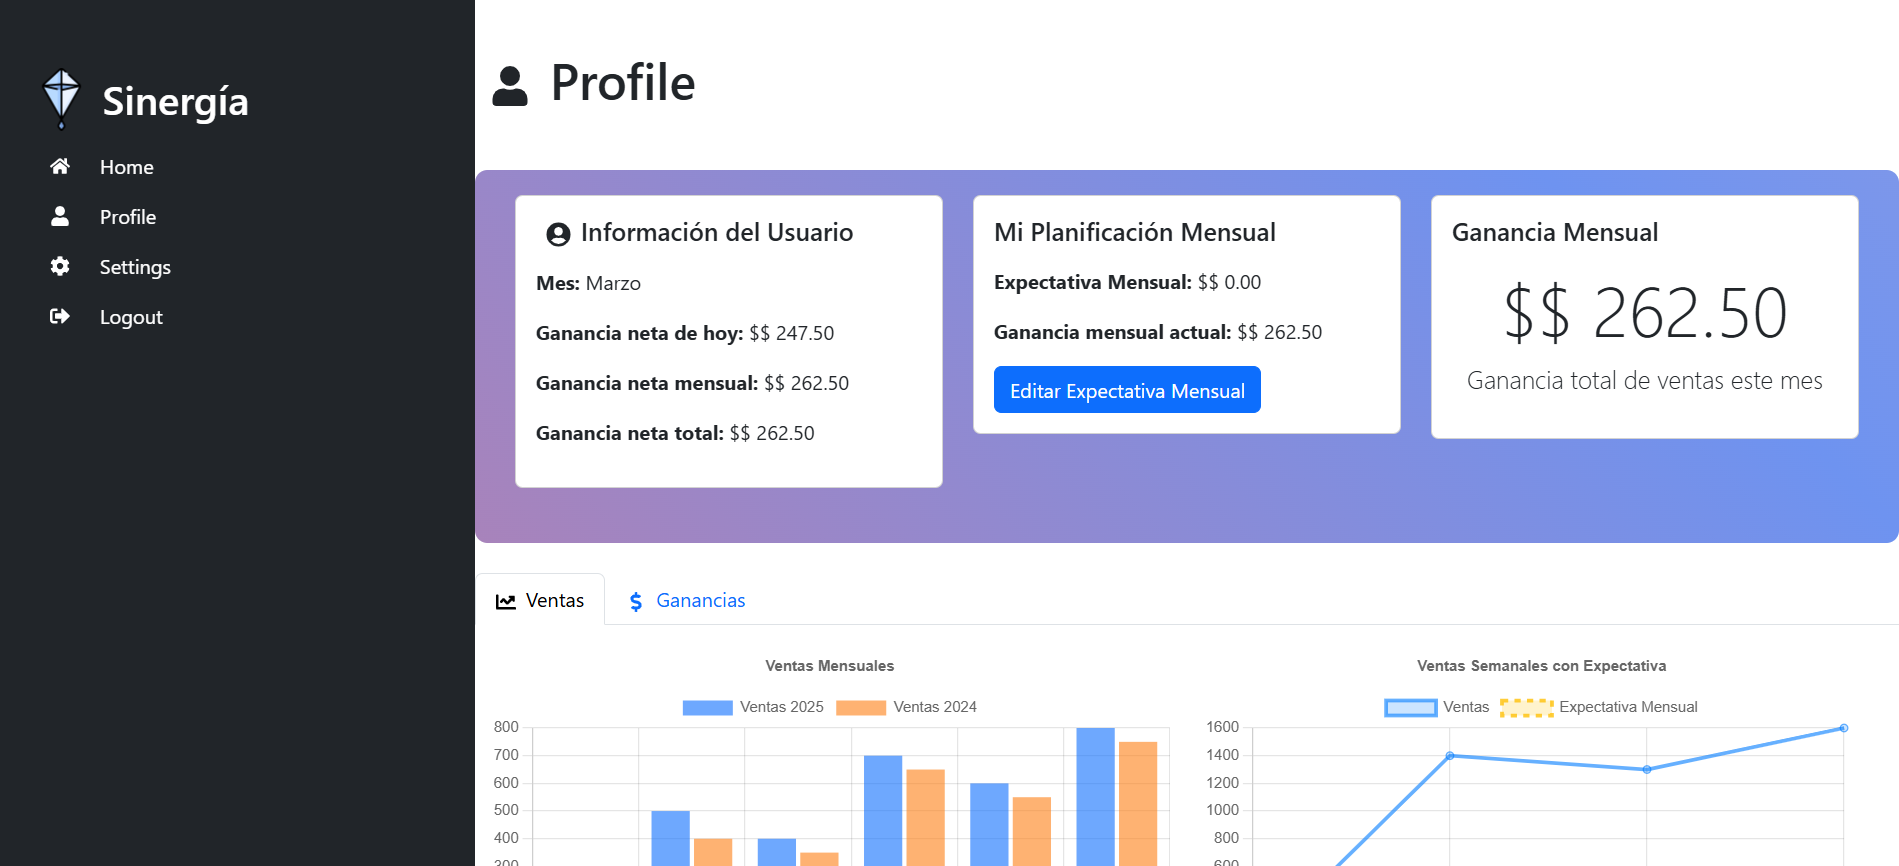 Sinergía
Home
Profile
Settings
Logout
Profile
Información del Usuario
Mes: Marzo
Ganancia neta de hoy: $$ 247.50
Ganancia neta mensual: $$ 262.50
Ganancia neta total: $$ 262.50
Mi Planificación Mensual
Expectativa Mensual: $$ 0.00
Ganancia mensual actual: $$ 262.50
Editar Expectativa Mensual
Ganancia Mensual
$$ 262.50
Ganancia total de ventas este mes
Ventas
Ganancias
Ventas Mensuales
Ventas 2025
Ventas 2024
800
700
600
500
400
300
Ventas Semanales con Expectativa
Ventas
Expectativa Mensual
1600
1400
1200
1000
800
600